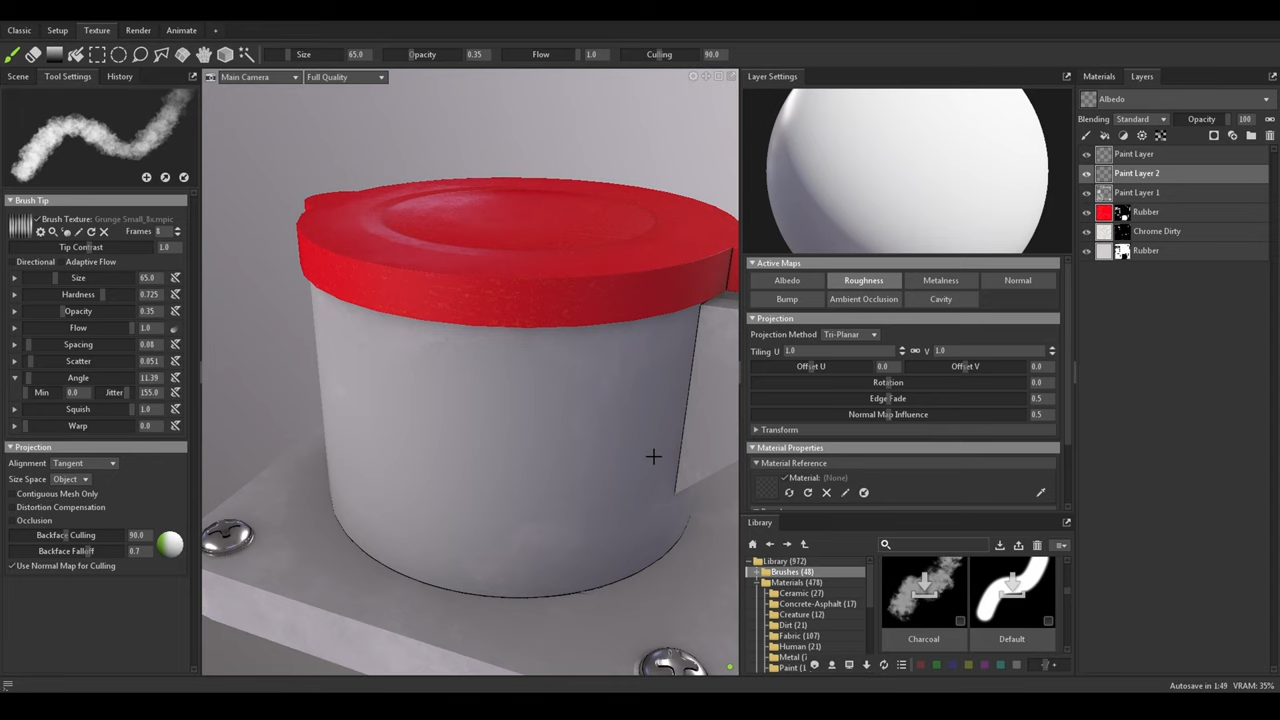 Classic Setup Texture Render Animate +
Size 65.0 Opacity 0.35 Flow 1.0 Culling 90.0
Scene Tool Settings History
Main Camera Full Quality
Layer Settings
Materials Layers
Albedo
Blending Standard Opacity 100
Paint Layer
Paint Layer 2
Paint Layer 1
Rubber
Chrome Dirty
Rubber
Brush Tip
Brush Texture: Grunge Small_8x.mpic
Frames 8
Tip Contrast 1.0
Directional Adaptive Flow
Size 65.0
Hardness 0.725
Opacity 0.35
Flow 1.0
Spacing 0.08
Scatter 0.051
Angle 11.39
Min 0.0 Jitter 155.0
Squish 1.0
Warp 0.0
Projection
Alignment Tangent
Size Space Object
Contiguous Mesh Only
Distortion Compensation
Occlusion
Backface Culling 90.0
Backface Falloff 0.7
Use Normal Map for Culling
Active Maps
Albedo Roughness Metalness Normal
Bump Ambient Occlusion Cavity
Projection
Projection Method Tri-Planar
Tiling U 1.0 V 1.0
Offset U 0.0 Offset V 0.0
Rotation 0.0
Edge Fade 0.5
Normal Map Influence 0.5
Transform
Material Properties
Material Reference
Material: (None)
Library
Library (972)
Brushes (48)
Materials (478)
Ceramic (27)
Concrete-Asphalt (17)
Creature (12)
Dirt (21)
Fabric (107)
Human (21)
Metal (
Paint (1
Charcoal Default
Autosave in 1:49 VRAM: 35%